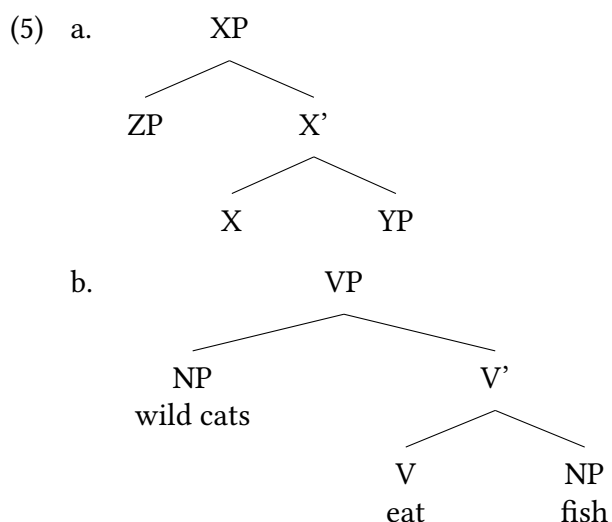 (5) a. XP
ZP X’
X YP
b. VP
NP V’
wild cats
V NP
eat fish